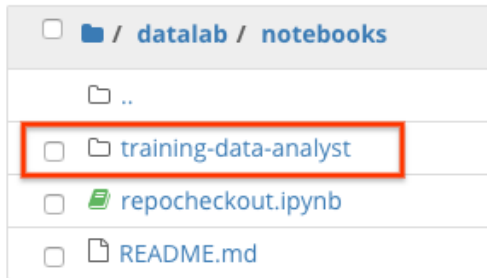 / datalab / notebooks
..
training-data-analyst
repocheckout.ipynb
README.md